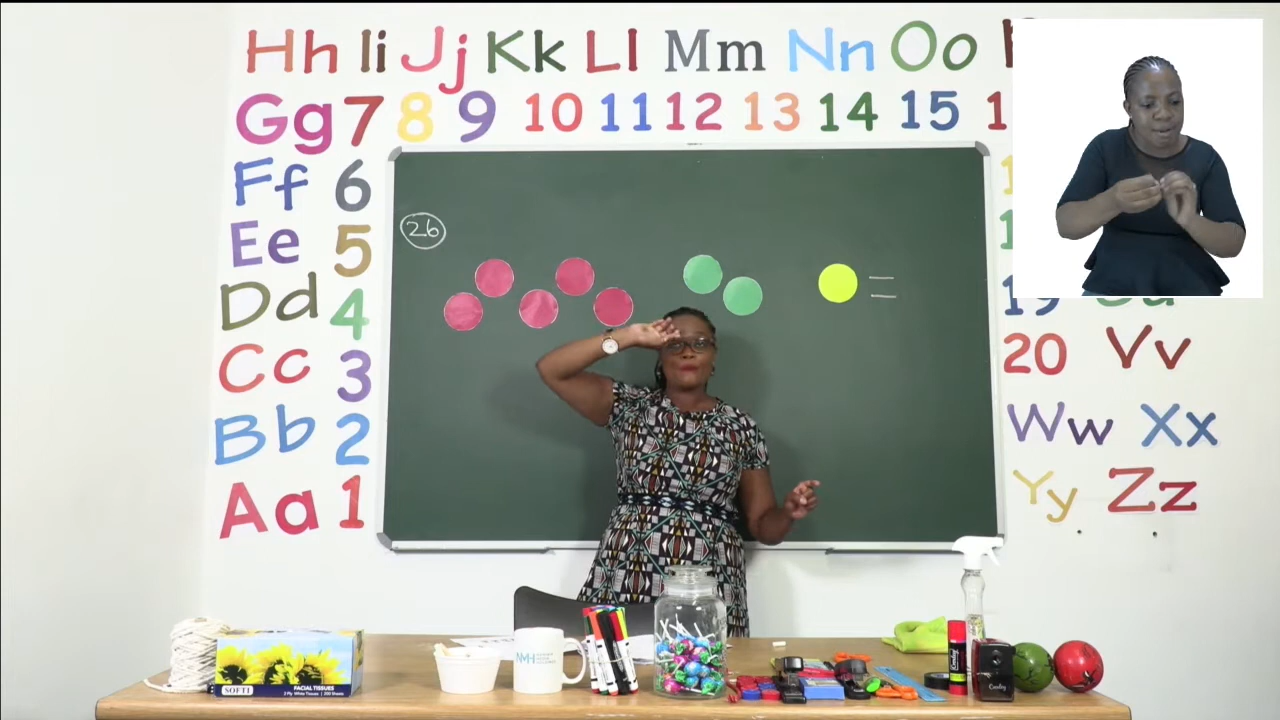 Hh Ii Jj Kk Ll Mm Nn Oo
Gg 7 8 9 10 11 12 13 14 15
Ff 6
Ee 5
Dd 4
Cc 3
Bb 2
Aa 1
26
=
19
20 Vv
Ww Xx
Yy Zz
SOFTI
FACIAL TISSUES
NMH